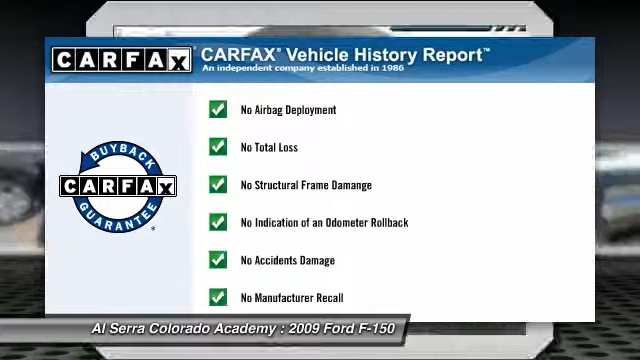 CARFAX® CARFAX® Vehicle History Report™
An independent company established in 1986
No Airbag Deployment
No Total Loss
BUYBACK
CARFAX
GUARANTEE
No Structural Frame Damange
No Indication of an Odometer Rollback
No Accidents Damage
No Manufacturer Recall
Al Serra Colorado Academy : 2009 Ford F-150